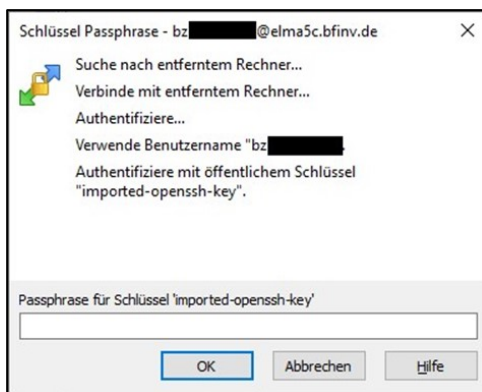 Schlüssel Passphrase - bz @elma5c.bfinv.de
Suche nach entferntem Rechner...
Verbinde mit entferntem Rechner...
Authentifiziere...
Verwende Benutzername "bz .
Authentifiziere mit öffentlichem Schlüssel
"imported-openssh-key".
Passphrase für Schlüssel 'imported-openssh-key'
OK Abbrechen Hilfe